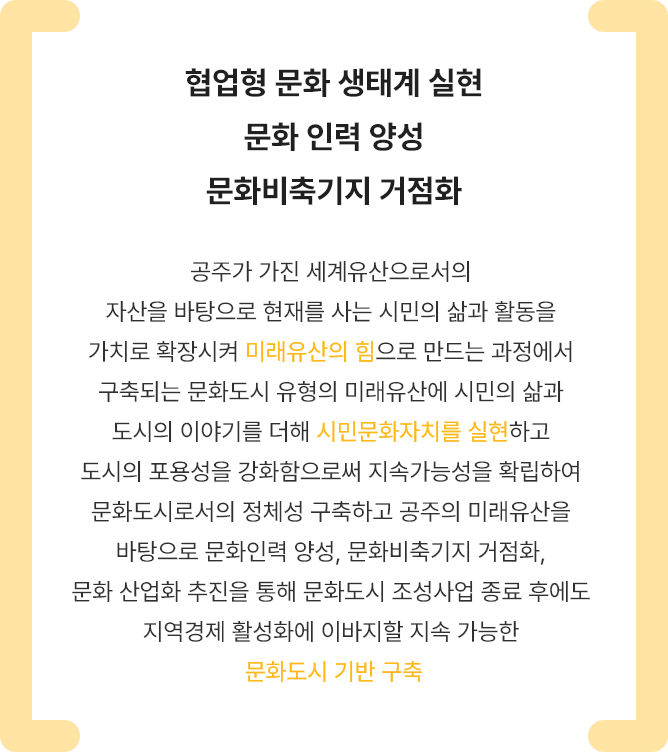 협업형 문화 생태계 실현
문화 인력 양성
문화비축기지 거점화
공주가 가진 세계유산으로서의
자산을 바탕으로 현재를 사는 시민의 삶과 활동을
가치로 확장시켜 미래유산의 힘으로 만드는 과정에서
구축되는 문화도시 유형의 미래유산에 시민의 삶과
도시의 이야기를 더해 시민문화자치를 실현하고
도시의 포용성을 강화함으로써 지속가능성을 확립하여
문화도시로서의 정체성 구축하고 공주의 미래유산을
바탕으로 문화인력 양성, 문화비축기지 거점화,
문화 산업화 추진을 통해 문화도시 조성사업 종료 후에도
지역경제 활성화에 이바지할 지속 가능한
문화도시 기반 구축